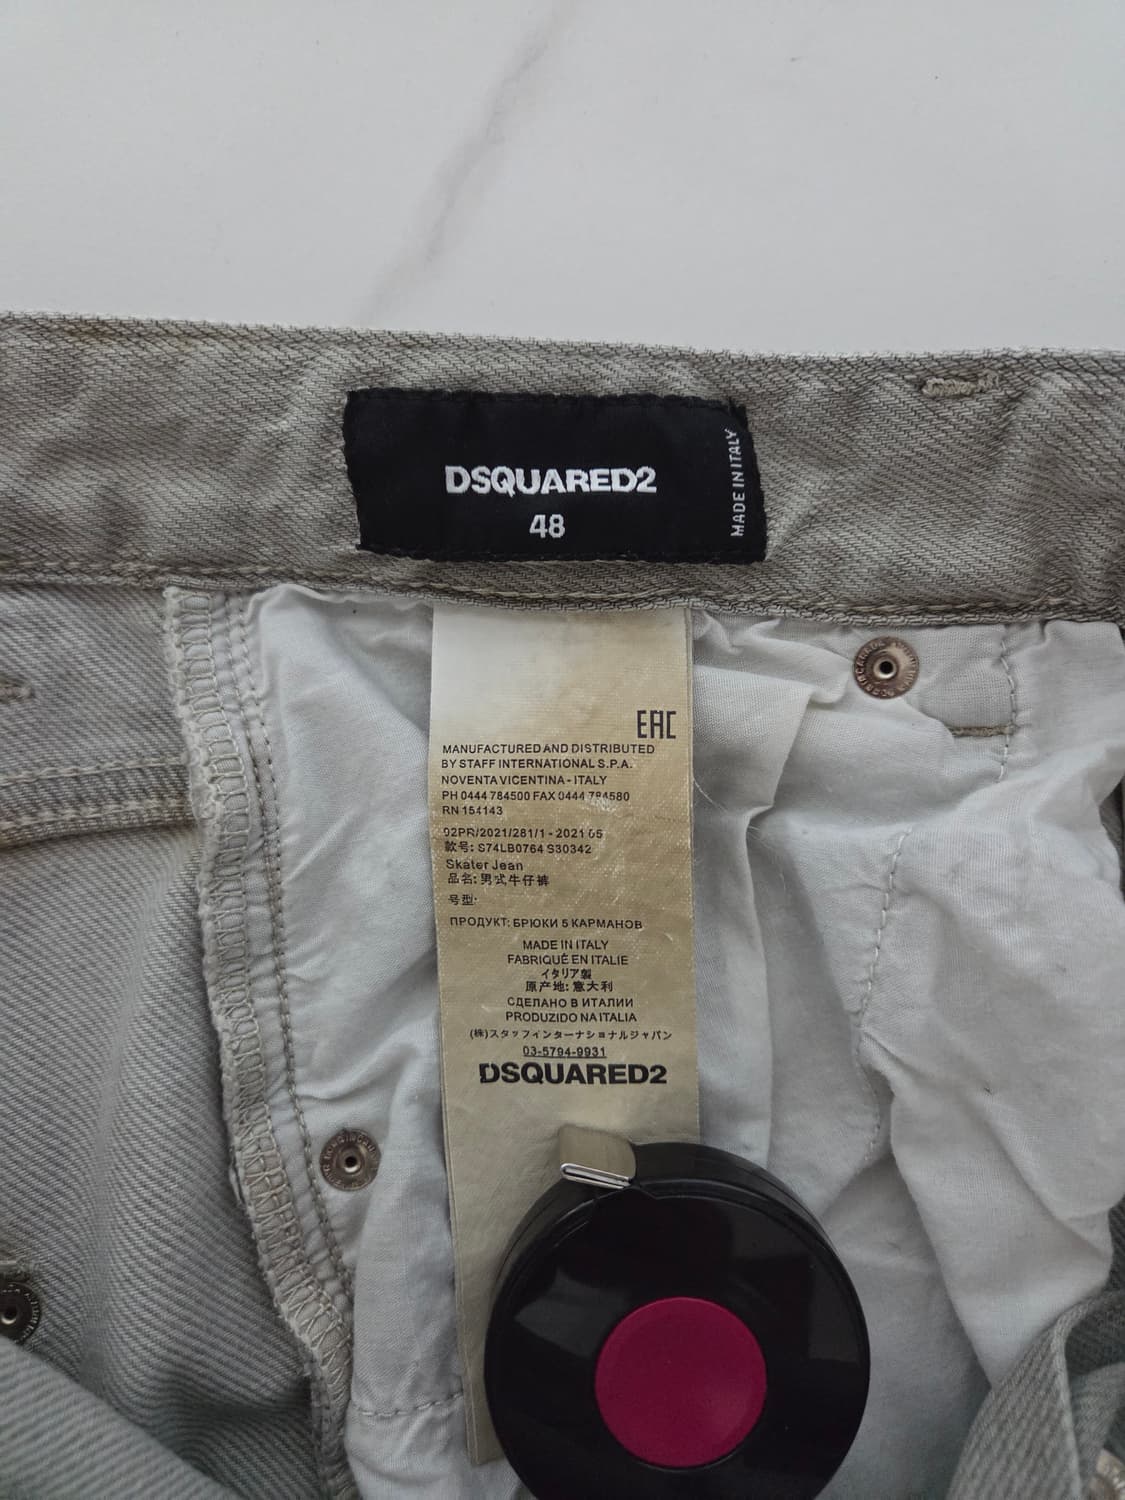 DSQUARED2
48
MADE IN ITALY
EAC
MANUFACTURED AND DISTRIBUTED
BY STAFF INTERNATIONAL S.P.A.
NOVENTA VICENTINA - ITALY
PH 0444 784500 FAX 0444 784580
RN 154143
02PR/2021/281/1 - 2021 05
款号: S74LB0764 S30342
Skater Jean
品名: 男式牛仔裤
号型:
ПРОДУКТ: БРЮКИ 5 КАРМАНОВ
MADE IN ITALY
FABRIQUÉ EN ITALIE
イタリア製
原产地: 意大利
СДЕЛАНО В ИТАЛИИ
PRODUZIDO NA ITALIA
(株)スタッフインターナショナルジャパン
03-5794-9931
DSQUARED2